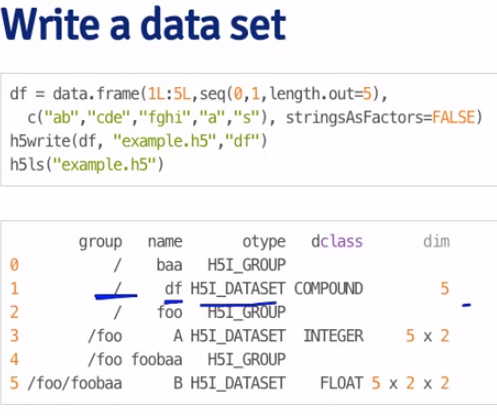 Write a data set
df = data.frame(1L:5L,seq(0,1,length.out=5),
c("ab","cde","fghi","a","s"), stringsAsFactors=FALSE)
h5write(df, "example.h5","df")
h5ls("example.h5")
group name otype dclass dim
0 / baa H5I_GROUP
1 / df H5I_DATASET COMPOUND 5
2 / foo H5I_GROUP
3 /foo A H5I_DATASET INTEGER 5 x 2
4 /foo foobaa H5I_GROUP
5 /foo/foobaa B H5I_DATASET FLOAT 5 x 2 x 2